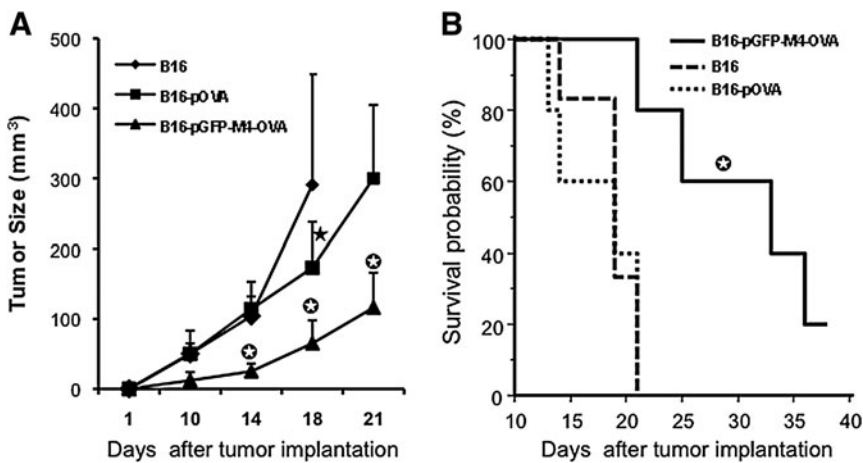 A
500
400
300
200
100
0
Tumor Size (mm³)
B16
B16-pOVA
B16-pGFP-M4-OVA
1 10 14 18 21
Days after tumor implantation
B
100
80
60
40
20
0
Survival probability (%)
B16-pGFP-M4-OVA
B16
B16-pOVA
10 15 20 25 30 35 40
Days after tumor implantation